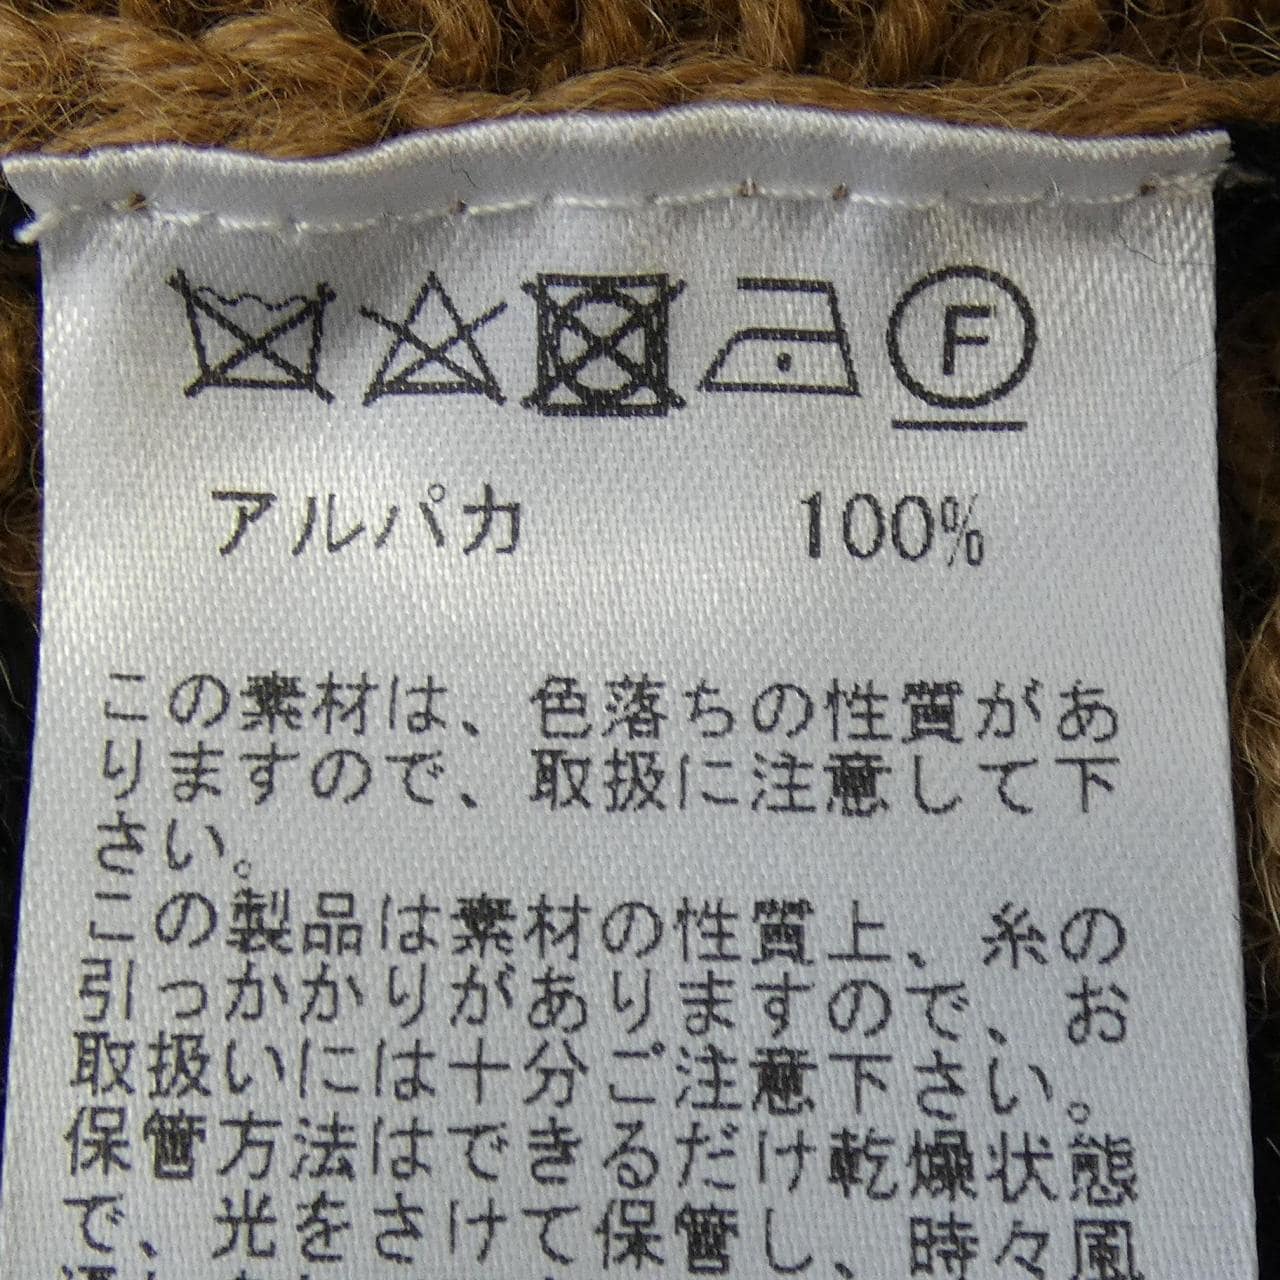 F
アルパカ 100%
この素材は、色落ちの性質があ
りますので、取扱に注意して下
さい。
この製品は素材の性質上、糸の
引っかかりがありますので、お
取扱いには十分ご注意下さい。
保管方法はできるだけ乾燥状態
で、光をさけて保管し、時々風